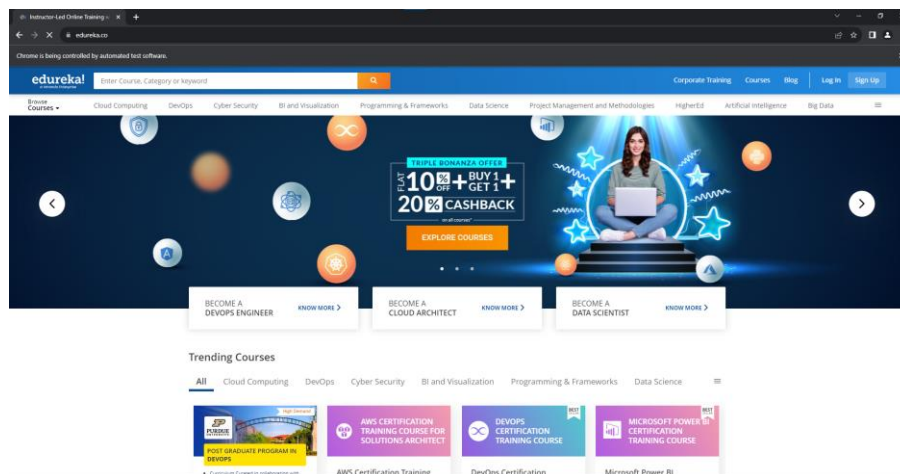 Instructor-Led Online Training
edureka.co
Chrome is being controlled by automated test software.
edureka!
Enter Course, Category or keyword
Corporate Training Courses Blog Log In Sign Up
Browse
Courses
Cloud Computing DevOps Cyber Security BI and Visualization Programming & Frameworks Data Science Project Management and Methodologies HigherEd Artificial Intelligence Big Data
TRIPLE BONANZA OFFER
FLAT 10% OFF + BUY 1 GET 1 +
20% CASHBACK
EXPLORE COURSES
BECOME A
DEVOPS ENGINEER
KNOW MORE
BECOME A
CLOUD ARCHITECT
KNOW MORE
BECOME A
DATA SCIENTIST
KNOW MORE
Trending Courses
All Cloud Computing DevOps Cyber Security BI and Visualization Programming & Frameworks Data Science
High Demand
PURDUE
POST GRADUATE PROGRAM IN
DEVOPS
AWS CERTIFICATION
TRAINING COURSE FOR
SOLUTIONS ARCHITECT
AWS Certification Training
BEST
DEVOPS
CERTIFICATION
TRAINING COURSE
DevOps Certification
BEST
MICROSOFT POWER BI
CERTIFICATION
TRAINING COURSE
Microsoft Power BI